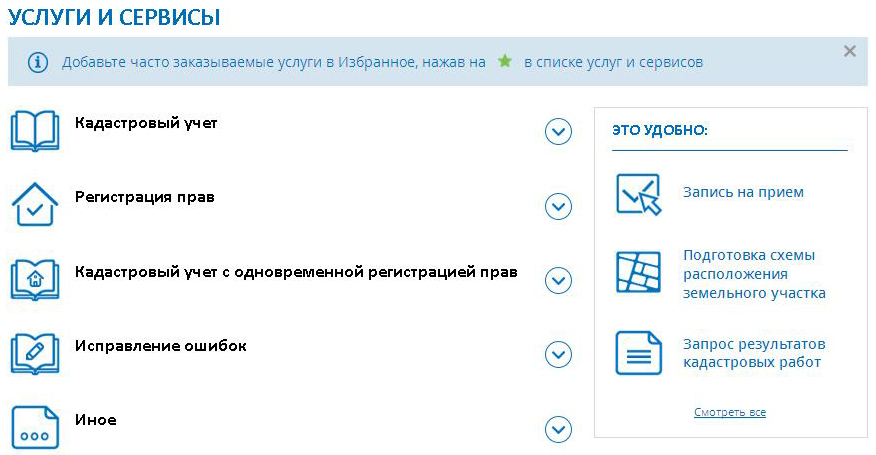 УСЛУГИ И СЕРВИСЫ
Добавьте часто заказываемые услуги в Избранное, нажав на в списке услуг и сервисов
Кадастровый учет
Регистрация прав
Кадастровый учет с одновременной регистрацией прав
Исправление ошибок
Иное
ЭТО УДОБНО:
Запись на прием
Подготовка схемы
расположения
земельного участка
Запрос результатов
кадастровых работ
Смотреть все